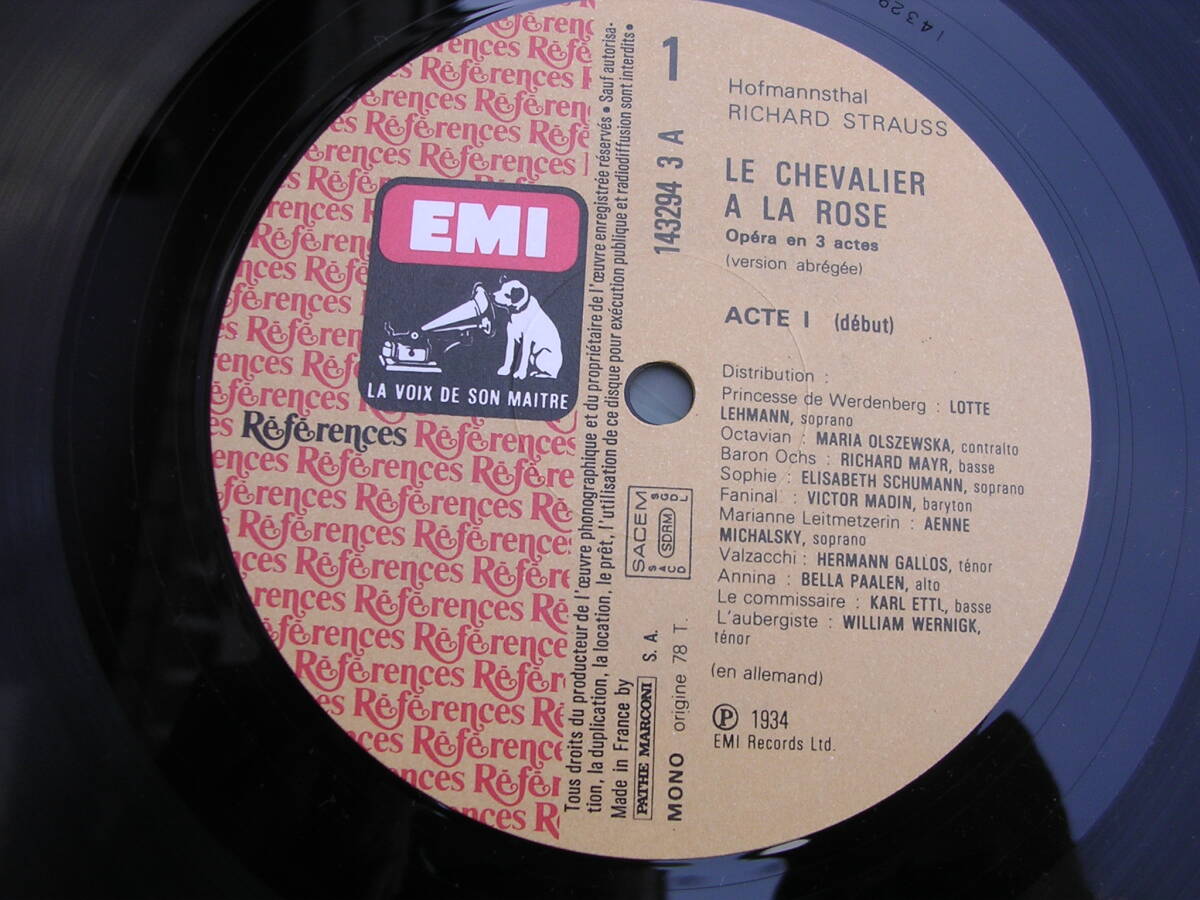 EMI
LA VOIX DE SON MAITRE
Références
Tous droits du producteur de l'œuvre phonographique et du propriétaire de l'œuvre enregistrée réservés • Sauf autorisa-
tion, la duplication, la location, le prêt, l'utilisation de ce disque pour exécution publique et radiodiffusion sont interdits •
Made in France by PATHE MARCONI S. A.
MONO origine 78 T.
143294 3 A
1
SACEM
SDRM
SACD
SGDL
Hofmannsthal
RICHARD STRAUSS
LE CHEVALIER
A LA ROSE
Opéra en 3 actes
(version abrégée)
ACTE I (début)
Distribution :
Princesse de Werdenberg : LOTTE
LEHMANN, soprano
Octavian : MARIA OLSZEWSKA, contralto
Baron Ochs : RICHARD MAYR, basse
Sophie : ELISABETH SCHUMANN, soprano
Faninal : VICTOR MADIN, baryton
Marianne Leitmetzerin : AENNE
MICHALSKY, soprano
Valzacchi : HERMANN GALLOS, ténor
Annina : BELLA PAALEN, alto
Le commissaire : KARL ETTL, basse
L'aubergiste : WILLIAM WERNIGK,
ténor
(en allemand)
Ⓟ 1934
EMI Records Ltd.